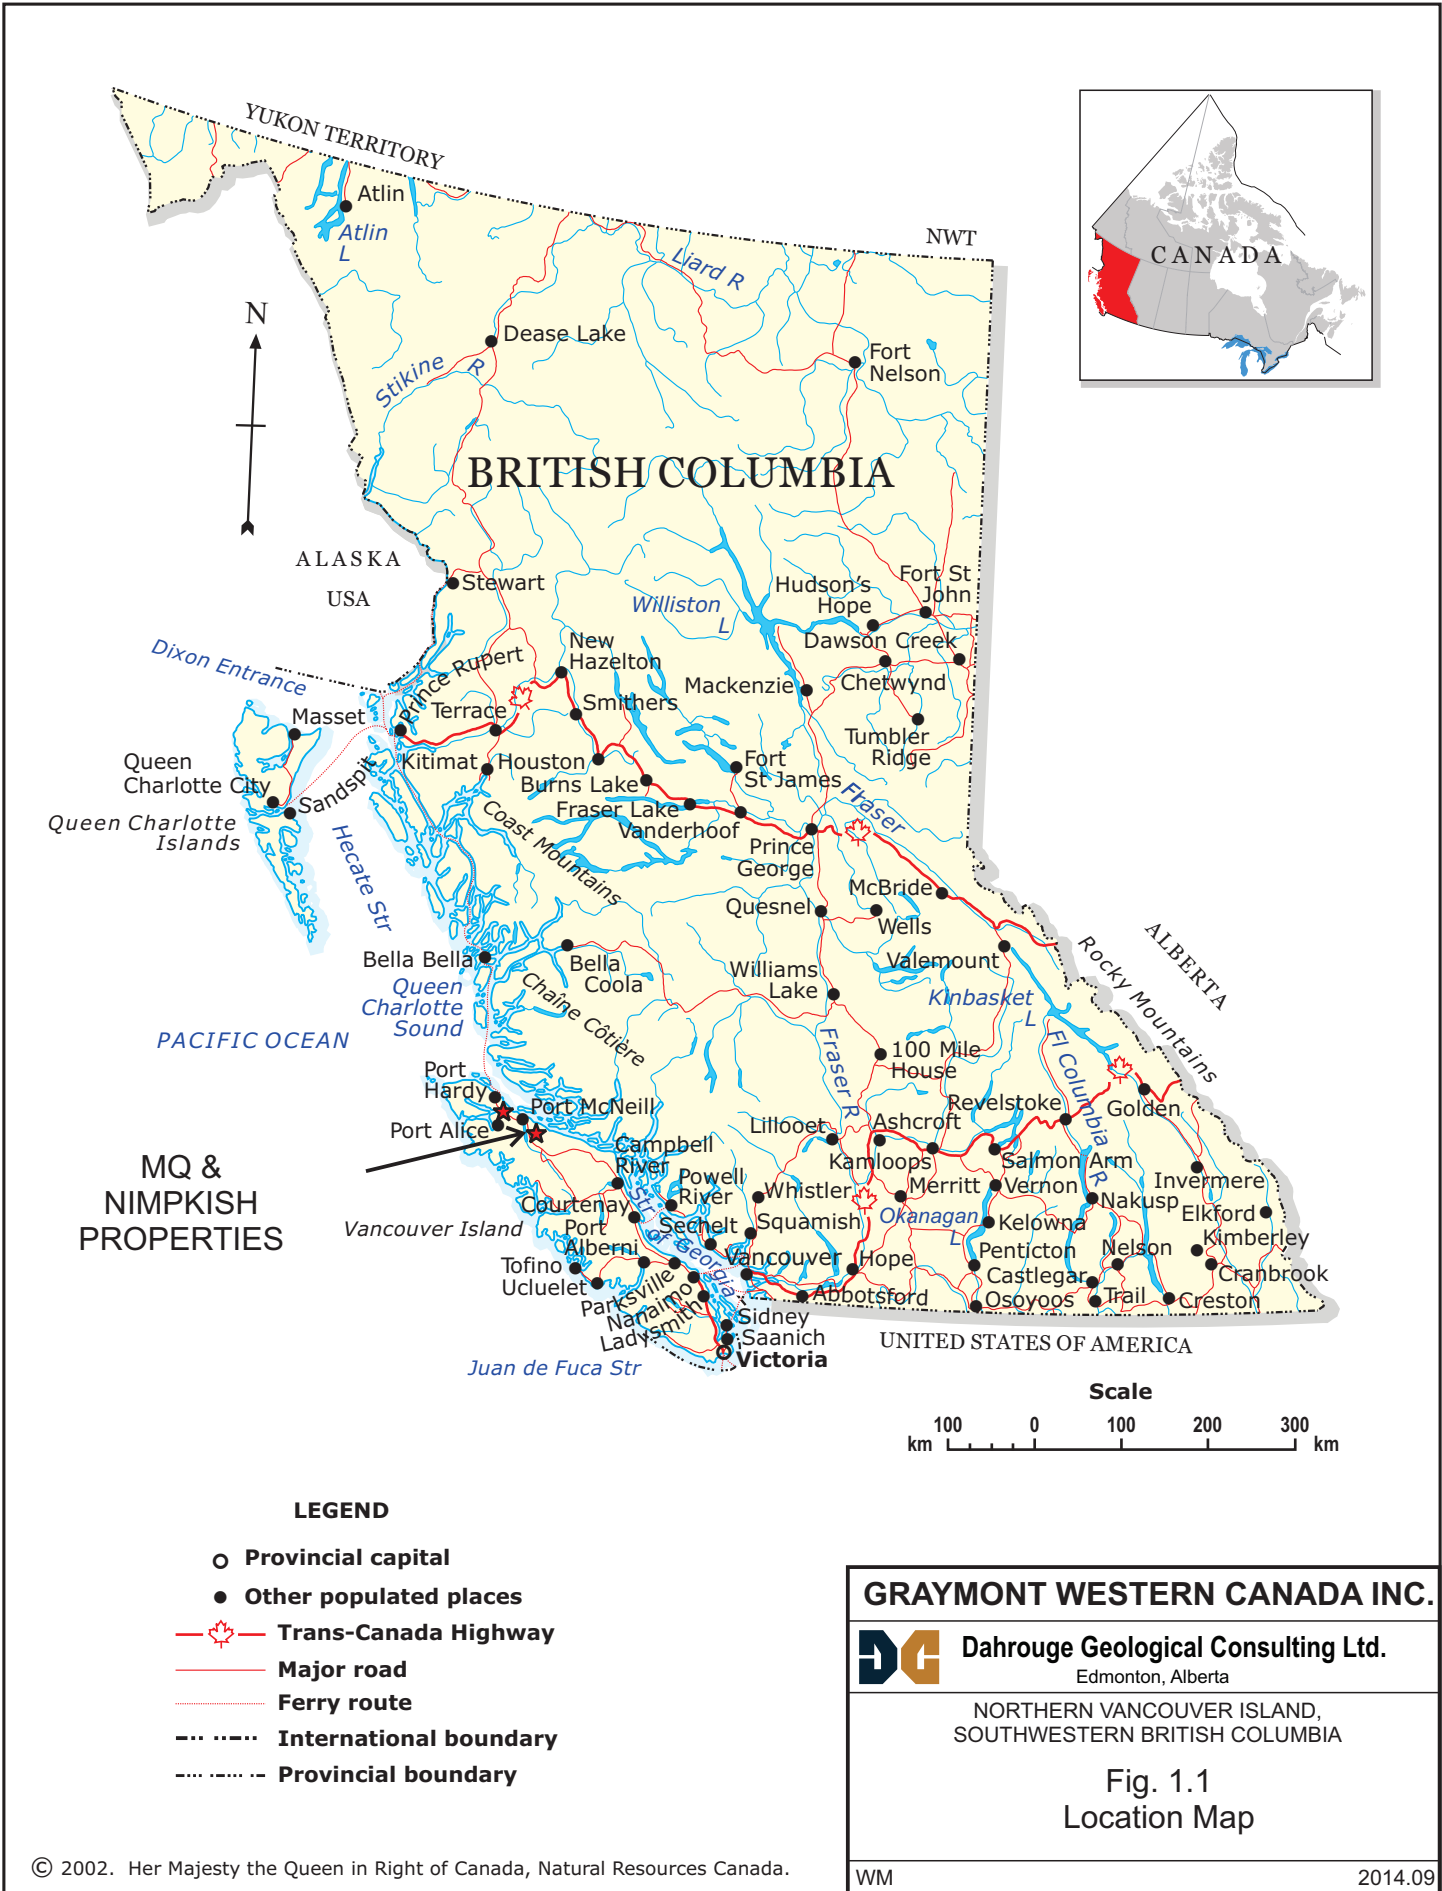 YUKON TERRITORY
NWT
Atlin
Atlin
L
Liard R
CANADA
N
Dease Lake
Stikine
R
Fort
Nelson
BRITISH COLUMBIA
ALASKA
USA
Stewart
Williston
L
Hudson's
Hope
Fort St
John
Dawson Creek
Chetwynd
Dixon Entrance
Prince Rupert
New
Hazelton
Mackenzie
Masset
Terrace
Smithers
Tumbler
Ridge
Queen
Charlotte City
Sandspit
Kitimat
Houston
Burns Lake
Fort
St James
Fraser
Queen Charlotte
Islands
Hecate Str
Coast Mountains
Fraser Lake
Vanderhoof
Prince
George
McBride
Quesnel
Wells
Valemount
ALBERTA
Rocky Mountains
Bella Bella
Bella
Coola
Williams
Lake
Kinbasket
L
Queen
Charlotte
Sound
Chaîne Côtière
PACIFIC OCEAN
Fraser R
100 Mile
House
Fl Columbia R
Port
Hardy
Port McNeill
Port Alice
Revelstoke
Golden
Lillooet
Ashcroft
Campbell
River
Kamloops
Salmon Arm
MQ &
NIMPKISH
PROPERTIES
Powell
River
Whistler
Merritt
Vernon
Invermere
Nakusp
Courtenay
Str of Georgia
Sechelt
Squamish
Okanagan
L
Kelowna
Elkford
Vancouver Island
Port
Alberni
Vancouver
Hope
Penticton
Nelson
Kimberley
Tofino
Ucluelet
Castlegar
Cranbrook
Parksville
Nanaimo
Ladysmith
Abbotsford
Osoyoos
Trail
Creston
Sidney
Saanich
Victoria
UNITED STATES OF AMERICA
Juan de Fuca Str
Scale
100 0 100 200 300
km km
LEGEND
Provincial capital
Other populated places
Trans-Canada Highway
Major road
Ferry route
International boundary
Provincial boundary
GRAYMONT WESTERN CANADA INC.
DG
Dahrouge Geological Consulting Ltd.
Edmonton, Alberta
NORTHERN VANCOUVER ISLAND,
SOUTHWESTERN BRITISH COLUMBIA
Fig. 1.1
Location Map
WM 2014.09
© 2002. Her Majesty the Queen in Right of Canada, Natural Resources Canada.